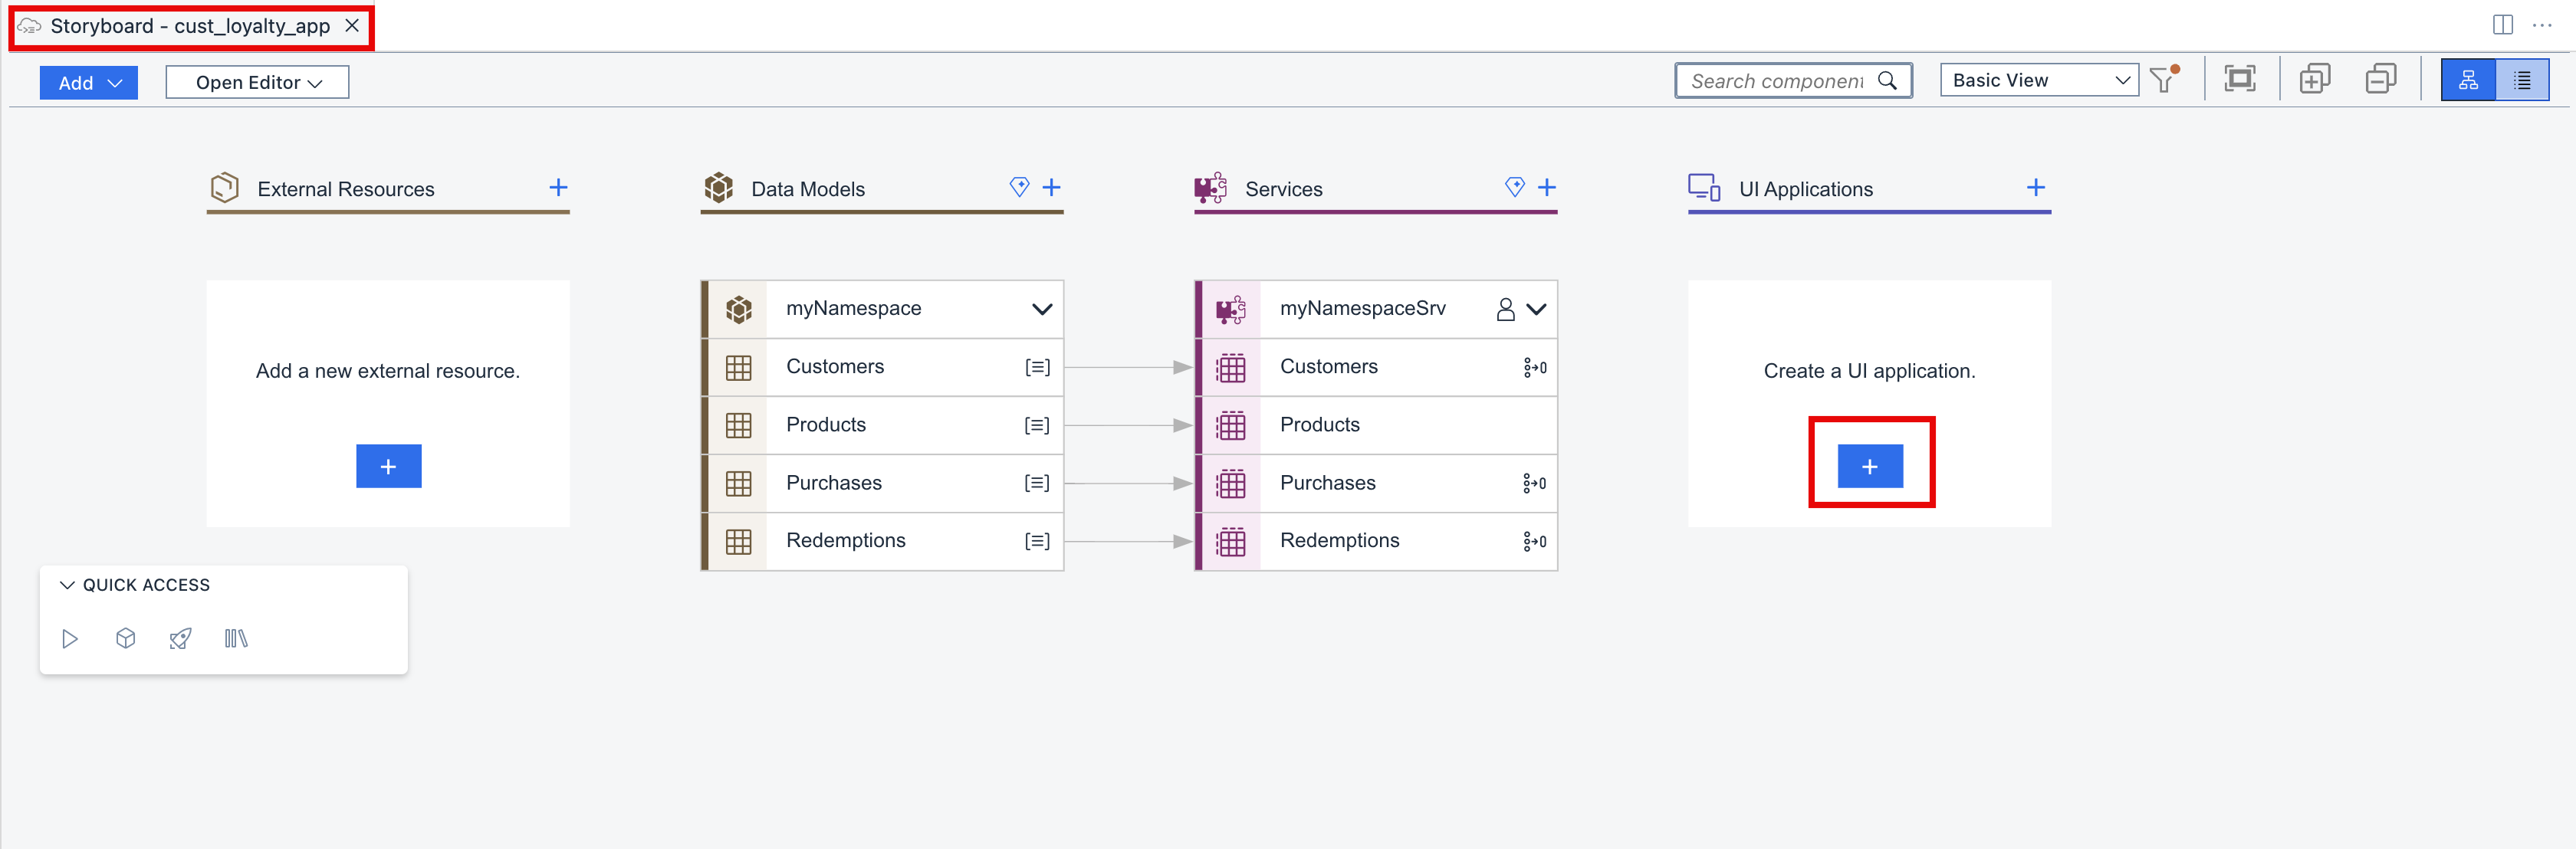 Storyboard - cust_loyalty_app
Add
Open Editor
Search component
Basic View
External Resources
Data Models
Services
UI Applications
Add a new external resource.
myNamespace
Customers
Products
Purchases
Redemptions
myNamespaceSrv
Customers
Products
Purchases
Redemptions
Create a UI application.
QUICK ACCESS